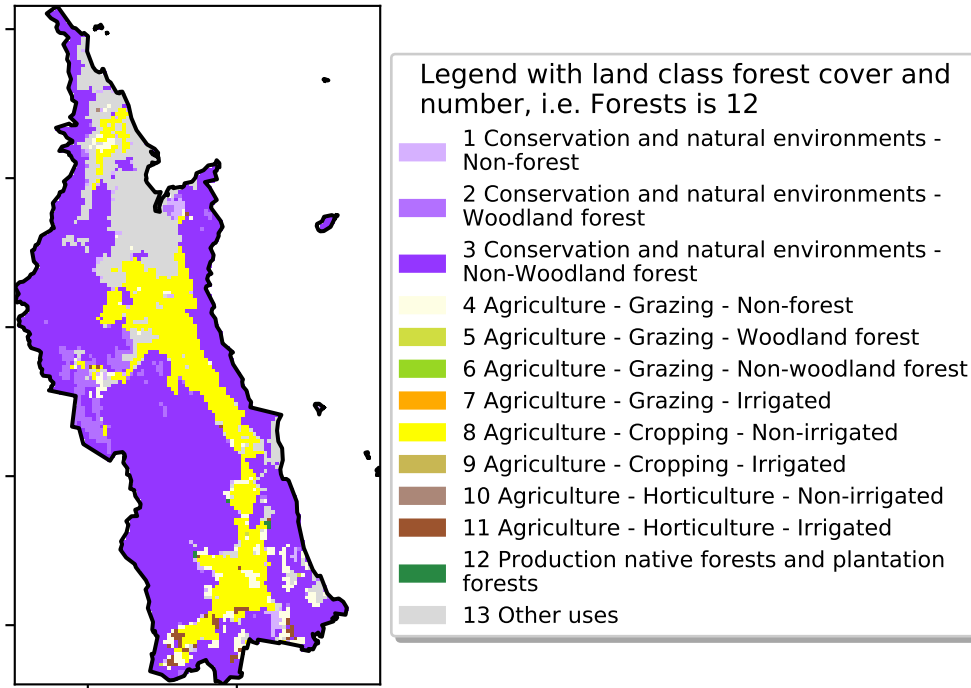 Legend with land class forest cover and
number, i.e. Forests is 12
1 Conservation and natural environments -
Non-forest
2 Conservation and natural environments -
Woodland forest
3 Conservation and natural environments -
Non-Woodland forest
4 Agriculture - Grazing - Non-forest
5 Agriculture - Grazing - Woodland forest
6 Agriculture - Grazing - Non-woodland forest
7 Agriculture - Grazing - Irrigated
8 Agriculture - Cropping - Non-irrigated
9 Agriculture - Cropping - Irrigated
10 Agriculture - Horticulture - Non-irrigated
11 Agriculture - Horticulture - Irrigated
12 Production native forests and plantation
forests
13 Other uses